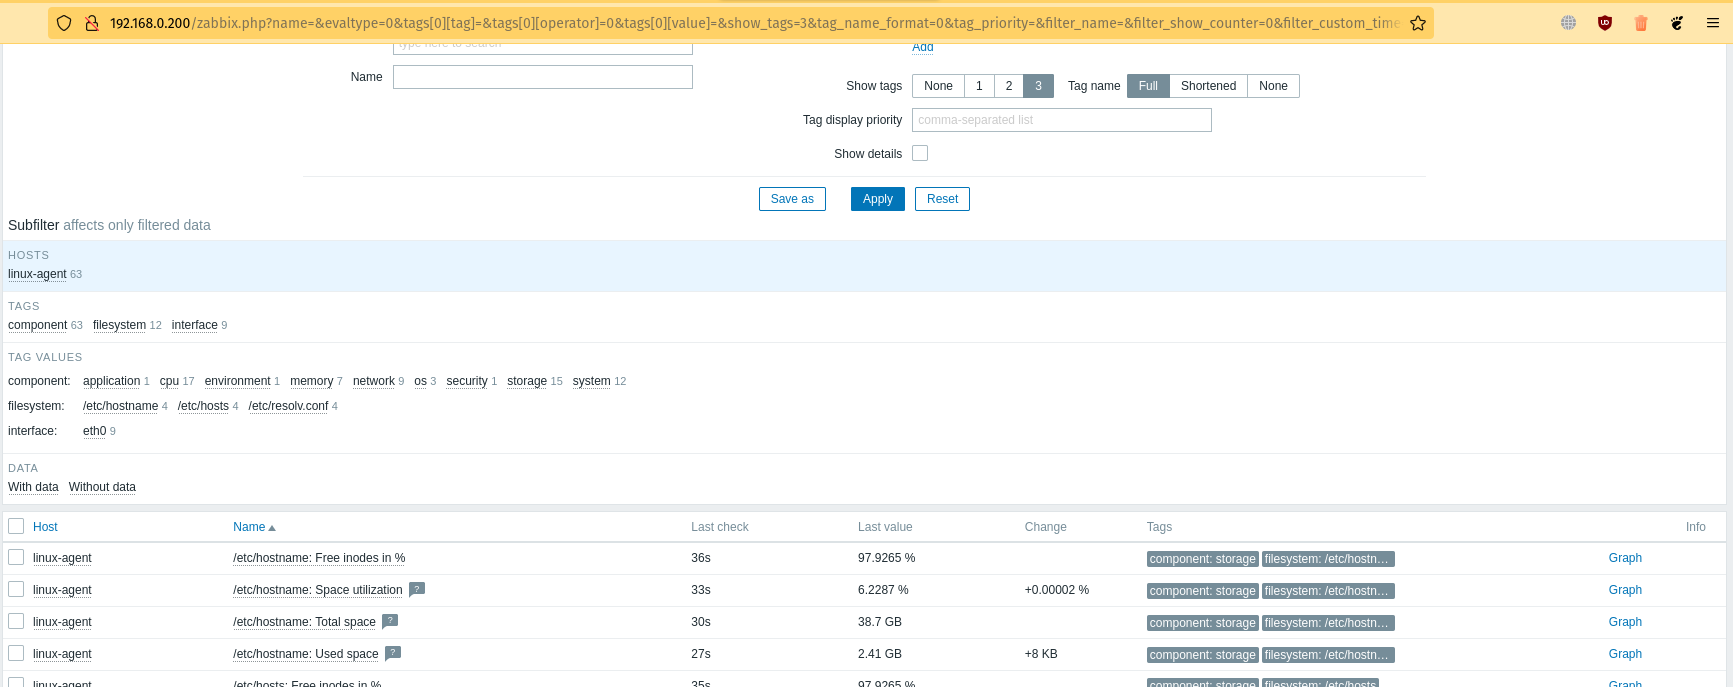 192.168.0.200/zabbix.php?name=&evaltype=0&tags[0][tag]=&tags[0][operator]=0&tags[0][value]=&show_tags=3&tag_name_format=0&tag_priority=&filter_name=&filter_show_counter=0&filter_custom_time
type here to search Add
Name
Show tags None 1 2 3 Tag name Full Shortened None
Tag display priority comma-separated list
Show details
Save as Apply Reset
Subfilter affects only filtered data
HOSTS
linux-agent 63
TAGS
component 63 filesystem 12 interface 9
TAG VALUES
component: application 1 cpu 17 environment 1 memory 7 network 9 os 3 security 1 storage 15 system 12
filesystem: /etc/hostname 4 /etc/hosts 4 /etc/resolv.conf 4
interface: eth0 9
DATA
With data Without data
Host Name Last check Last value Change Tags Info
linux-agent /etc/hostname: Free inodes in % 36s 97.9265 % component: storage filesystem: /etc/hostn… Graph
linux-agent /etc/hostname: Space utilization ? 33s 6.2287 % +0.00002 % component: storage filesystem: /etc/hostn… Graph
linux-agent /etc/hostname: Total space ? 30s 38.7 GB component: storage filesystem: /etc/hostn… Graph
linux-agent /etc/hostname: Used space ? 27s 2.41 GB +8 KB component: storage filesystem: /etc/hostn… Graph
linux-agent /etc/hosts: Free inodes in % 35s 97.9265 % component: storage filesystem: /etc/hosts Graph